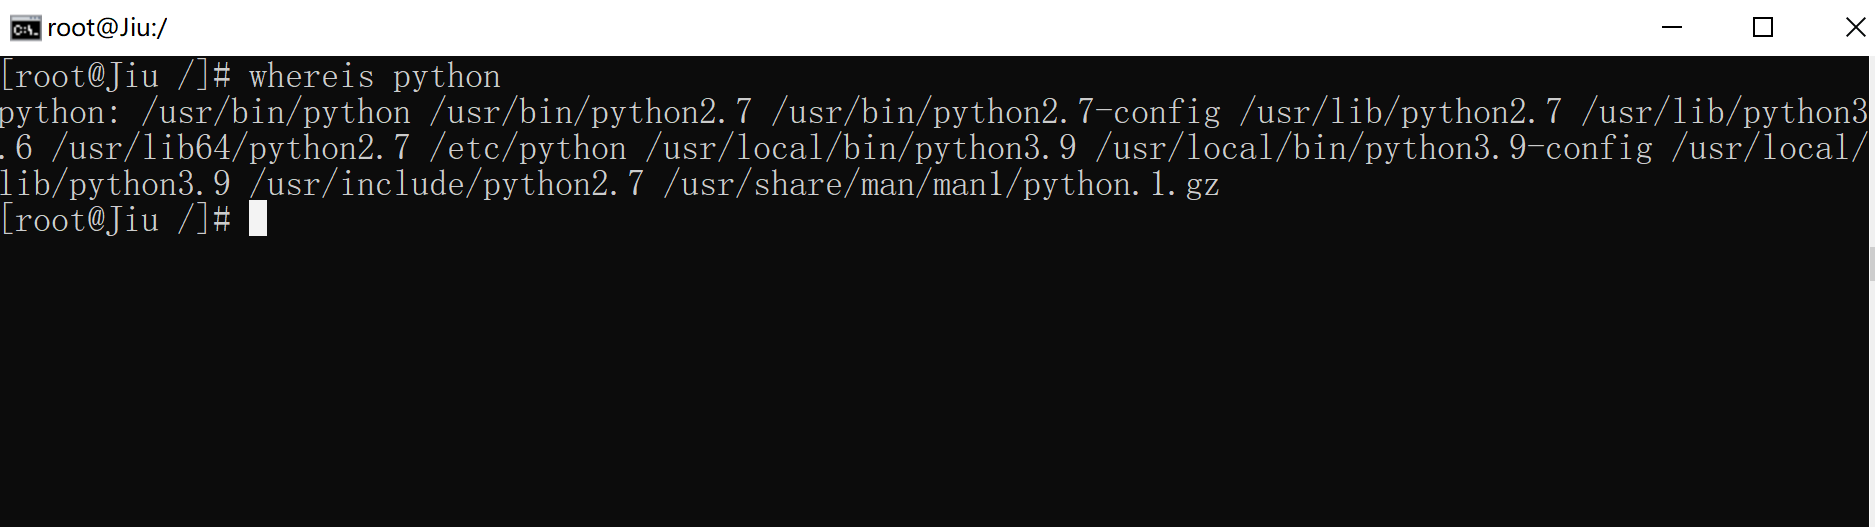 root@Jiu:/
[root@Jiu /]# whereis python
python: /usr/bin/python /usr/bin/python2.7 /usr/bin/python2.7-config /usr/lib/python2.7 /usr/lib/python3
.6 /usr/lib64/python2.7 /etc/python /usr/local/bin/python3.9 /usr/local/bin/python3.9-config /usr/local/
lib/python3.9 /usr/include/python2.7 /usr/share/man/man1/python.1.gz
[root@Jiu /]#